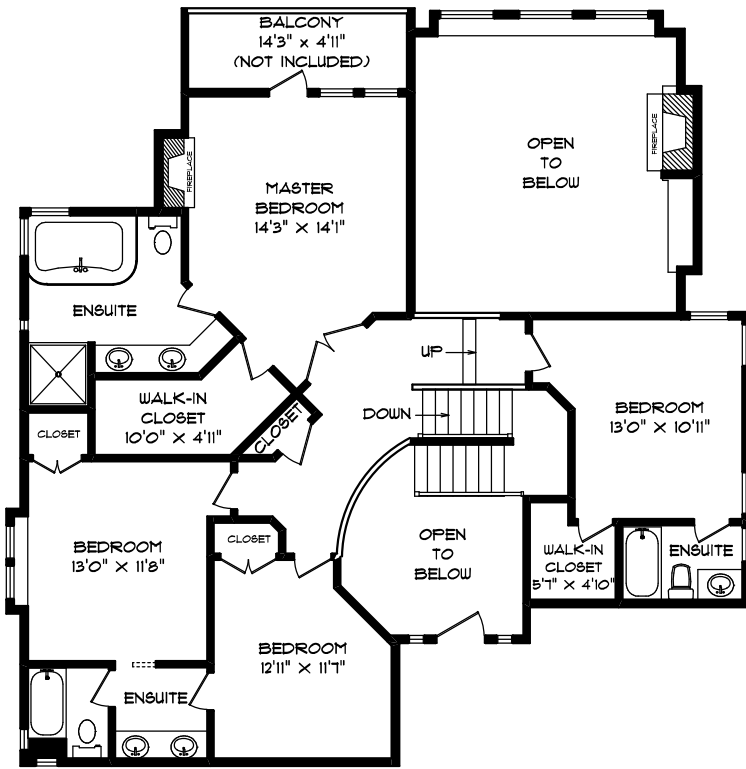 BALCONY
14'3" X 4'11"
(NOT INCLUDED)
OPEN
TO
BELOW
FIREPLACE
FIREPLACE
MASTER
BEDROOM
14'3" X 14'1"
ENSUITE
UP
WALK-IN
CLOSET
10'0" X 4'11"
CLOSET
DOWN
BEDROOM
13'0" X 10'11"
CLOSET
BEDROOM
13'0" X 11'8"
CLOSET
OPEN
TO
BELOW
WALK-IN
CLOSET
5'7" X 4'10"
ENSUITE
BEDROOM
12'11" X 11'7"
ENSUITE